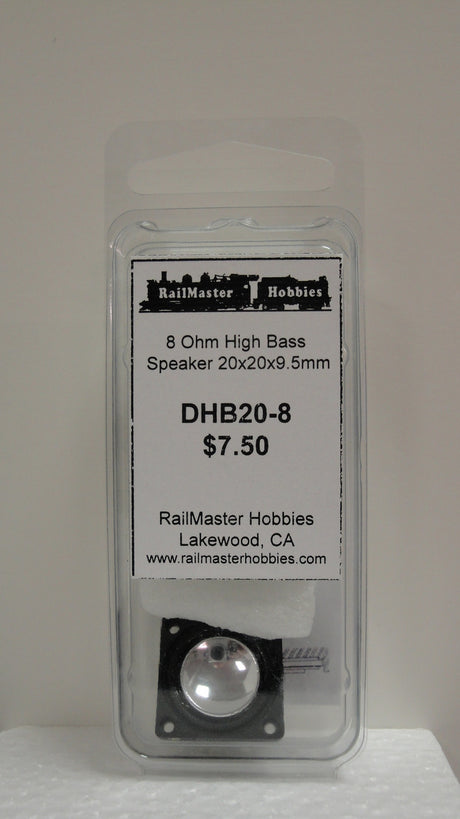 RailMaster Hobbies
8 Ohm High Bass
Speaker 20x20x9.5mm
DHB20-8
$7.50
RailMaster Hobbies
Lakewood, CA
www.railmasterhobbies.com